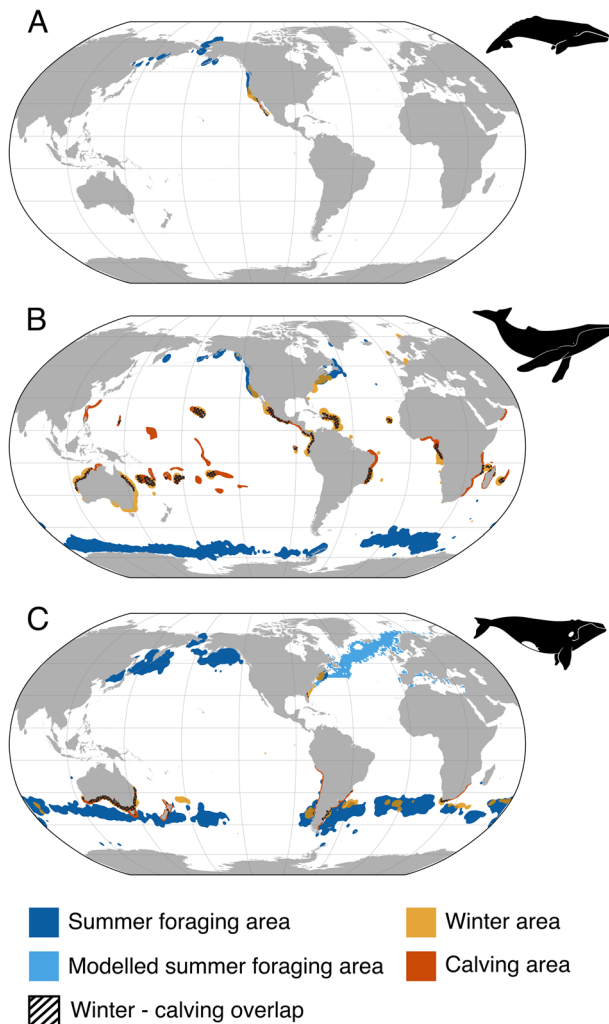 A
B
C
Summer foraging area
Winter area
Modelled summer foraging area
Calving area
Winter - calving overlap